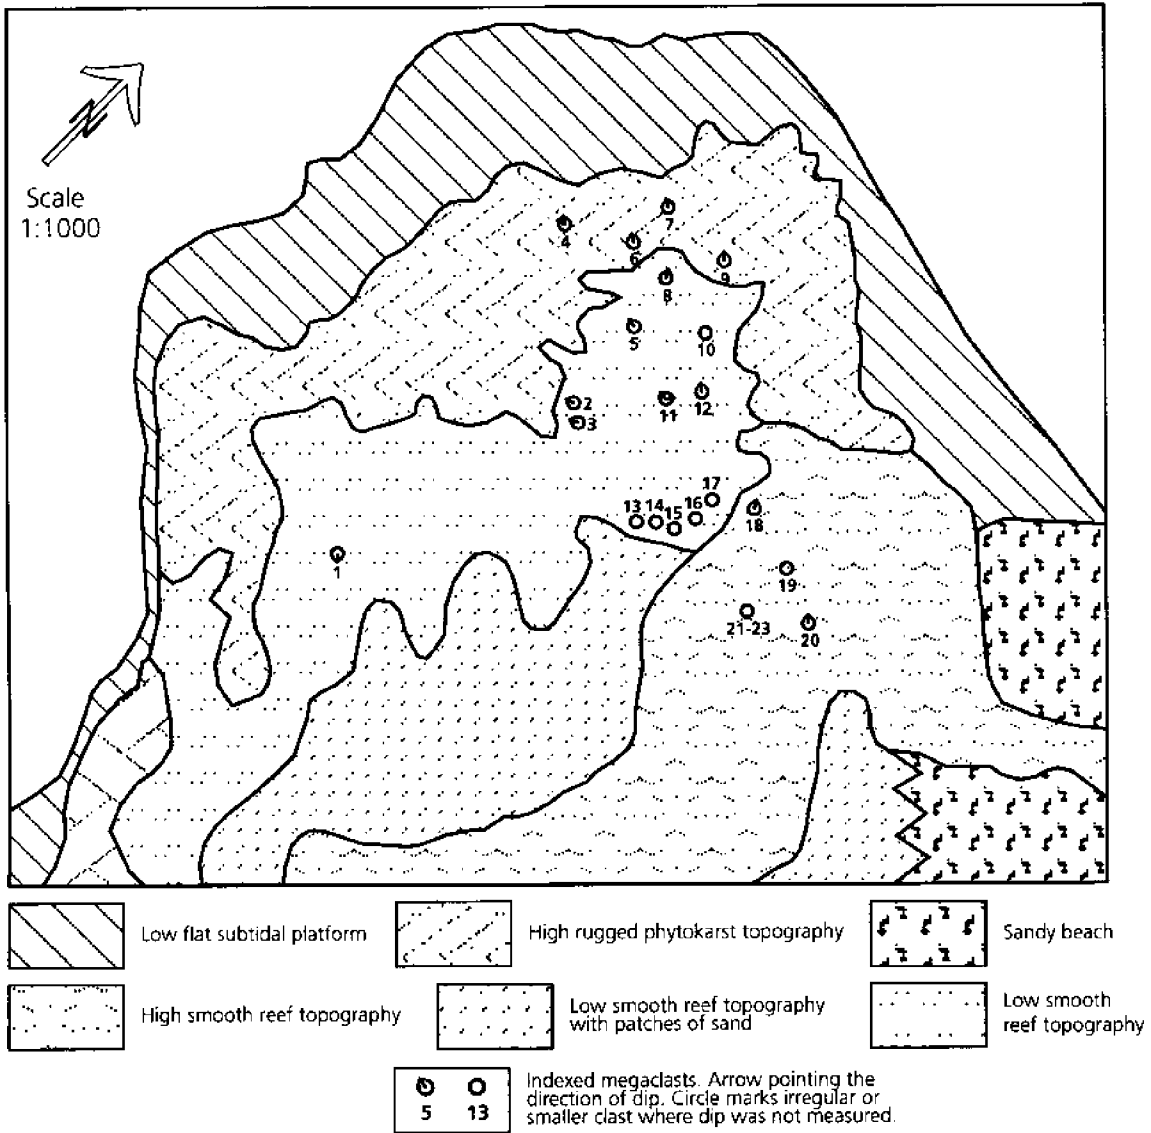 Scale
1:1000
7
4
6
9
8
5
10
2
11
12
3
17
13
14
15
16
18
1
19
21-23
20
Low flat subtidal platform
High rugged phytokarst topography
Sandy beach
High smooth reef topography
Low smooth reef topography
with patches of sand
Low smooth
reef topography
Indexed megaclasts. Arrow pointing the
direction of dip. Circle marks irregular or
smaller clast where dip was not measured.
5
13